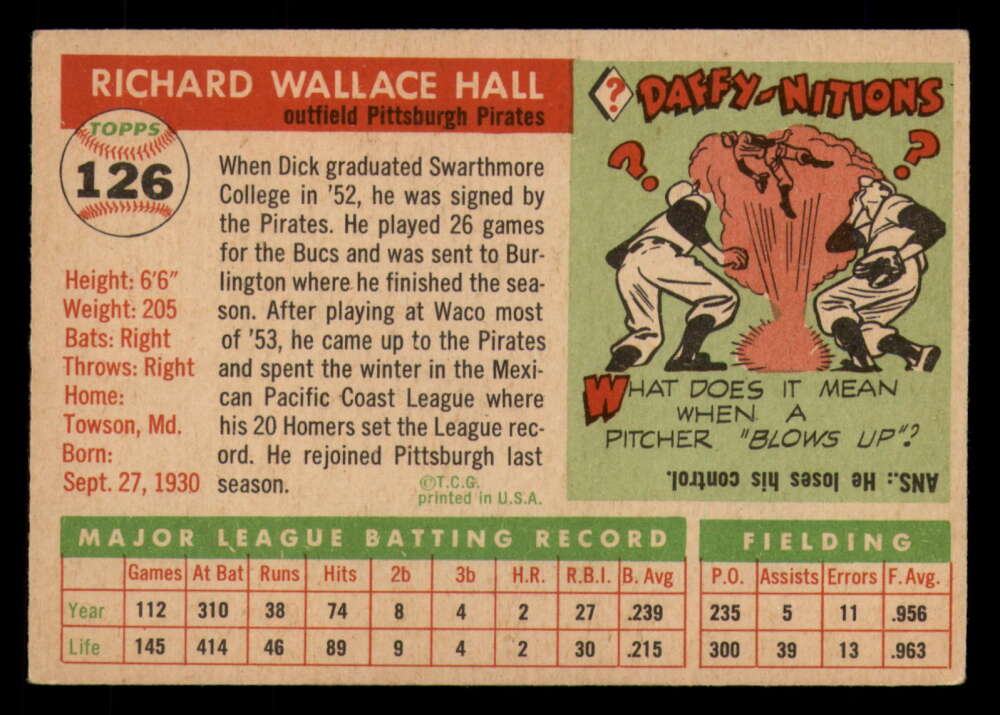 RICHARD WALLACE HALL
outfield Pittsburgh Pirates
TOPPS
126
Height: 6'6"
Weight: 205
Bats: Right
Throws: Right
Home:
Towson, Md.
Born:
Sept. 27, 1930
When Dick graduated Swarthmore
College in '52, he was signed by
the Pirates. He played 26 games
for the Bucs and was sent to Bur-
lington where he finished the sea-
son. After playing at Waco most
of '53, he came up to the Pirates
and spent the winter in the Mexi-
can Pacific Coast League where
his 20 Homers set the League rec-
ord. He rejoined Pittsburgh last
season.
©T.C.G.
printed in U.S.A.
? DAFFY-NITIONS
? ?
WHAT DOES IT MEAN
WHEN A
PITCHER "BLOWS UP"?
ANS.: He loses his control.
MAJOR LEAGUE BATTING RECORD
Games At Bat Runs Hits 2b 3b H.R. R.B.I. B. Avg
Year 112 310 38 74 8 4 2 27 .239
Life 145 414 46 89 9 4 2 30 .215
FIELDING
P.O. Assists Errors F. Avg.
235 5 11 .956
300 39 13 .963